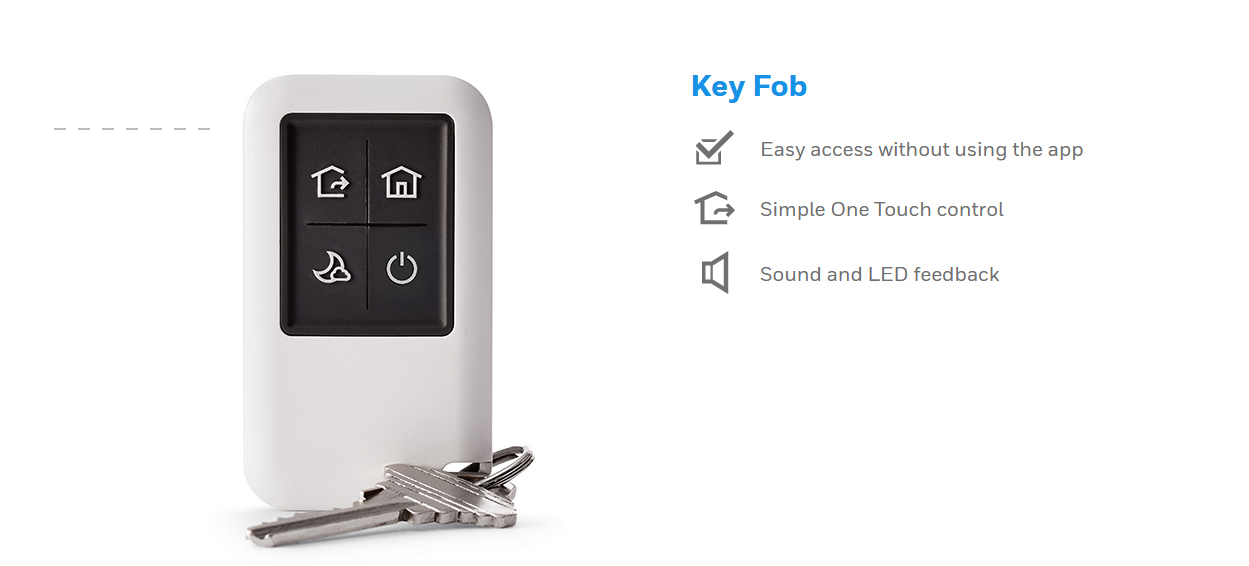 Key Fob
Easy access without using the app
Simple One Touch control
Sound and LED feedback